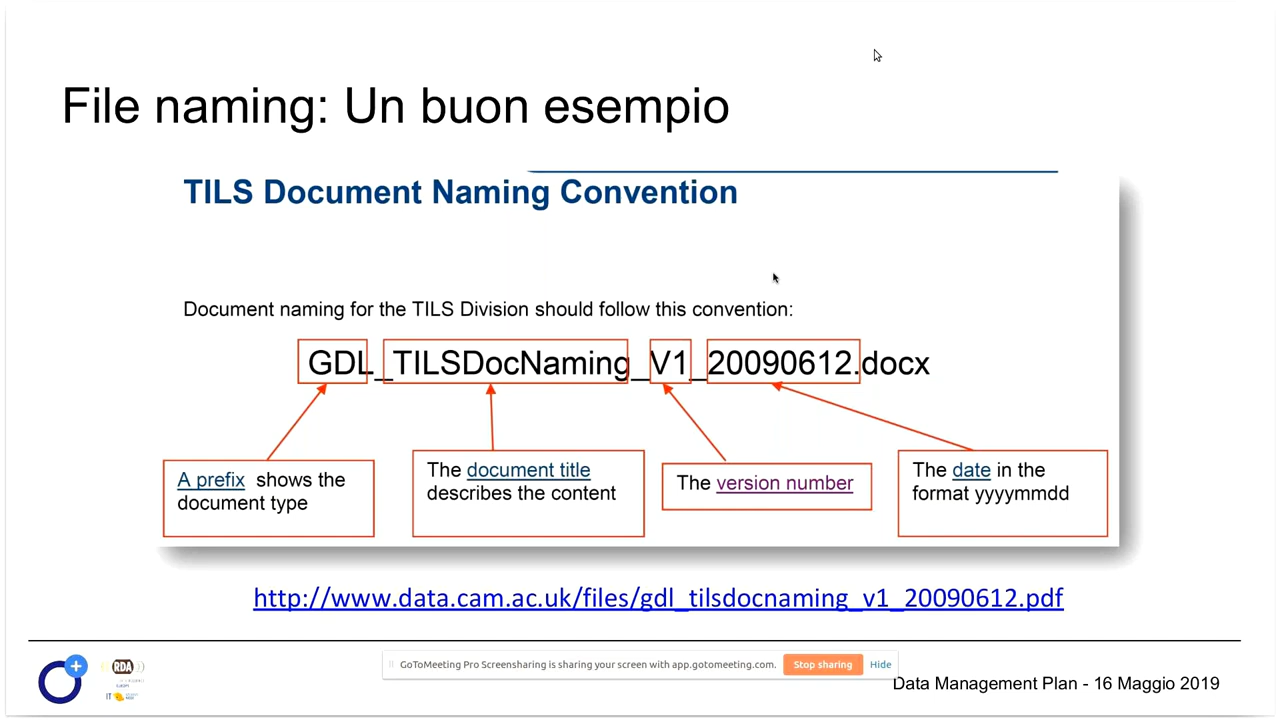 File naming: Un buon esempio
TILS Document Naming Convention
Document naming for the TILS Division should follow this convention:
GDL_TILSDocNaming_V1_20090612.docx
A prefix shows the
document type
The document title
describes the content
The version number
The date in the
format yyyymmdd
http://www.data.cam.ac.uk/files/gdl_tilsdocnaming_v1_20090612.pdf
RDA
IT
GoToMeeting Pro Screensharing is sharing your screen with app.gotomeeting.com.
Stop sharing
Hide
Data Management Plan - 16 Maggio 2019